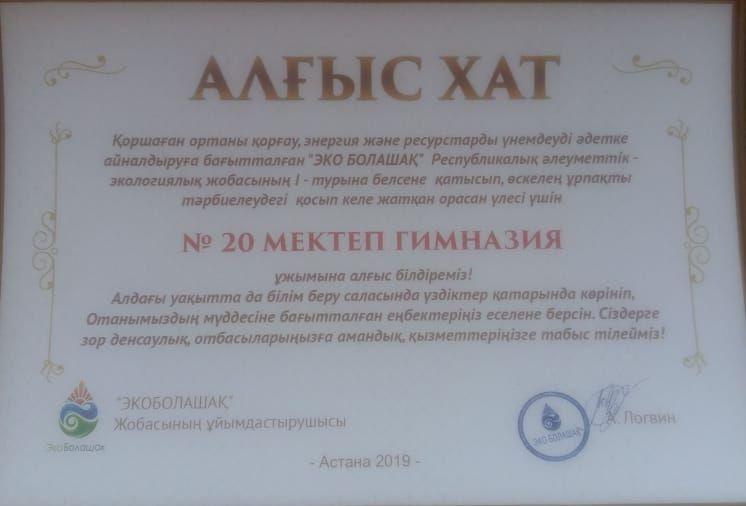 АЛҒЫС ХАТ
Қоршаған ортаны қорғау, энергия және ресурстарды үнемдеуді әдетке
айналдыруға бағытталған "ЭКО БОЛАШАҚ" Республикалық әлеуметтік -
экологиялық жобасының І - турына белсене қатысып, өскелең ұрпақты
тәрбиелеудегі қосып келе жатқан орасан үлесі үшін
№ 20 МЕКТЕП ГИМНАЗИЯ
ұжымына алғыс білдіреміз!
Алдағы уақытта да білім беру саласында үздіктер қатарында көрініп,
Отанымыздың мүддесіне бағытталған еңбектеріңіз еселене берсін. Сіздерге
зор денсаулық, отбасыларыңызға амандық, қызметтеріңізге табыс тілейміз!
"ЭКОБОЛАШАҚ"
Жобасының ұйымдастырушысы
ЭкоБолашақ
ЭКО БОЛАШАҚ
А. Логвин
- Астана 2019 -